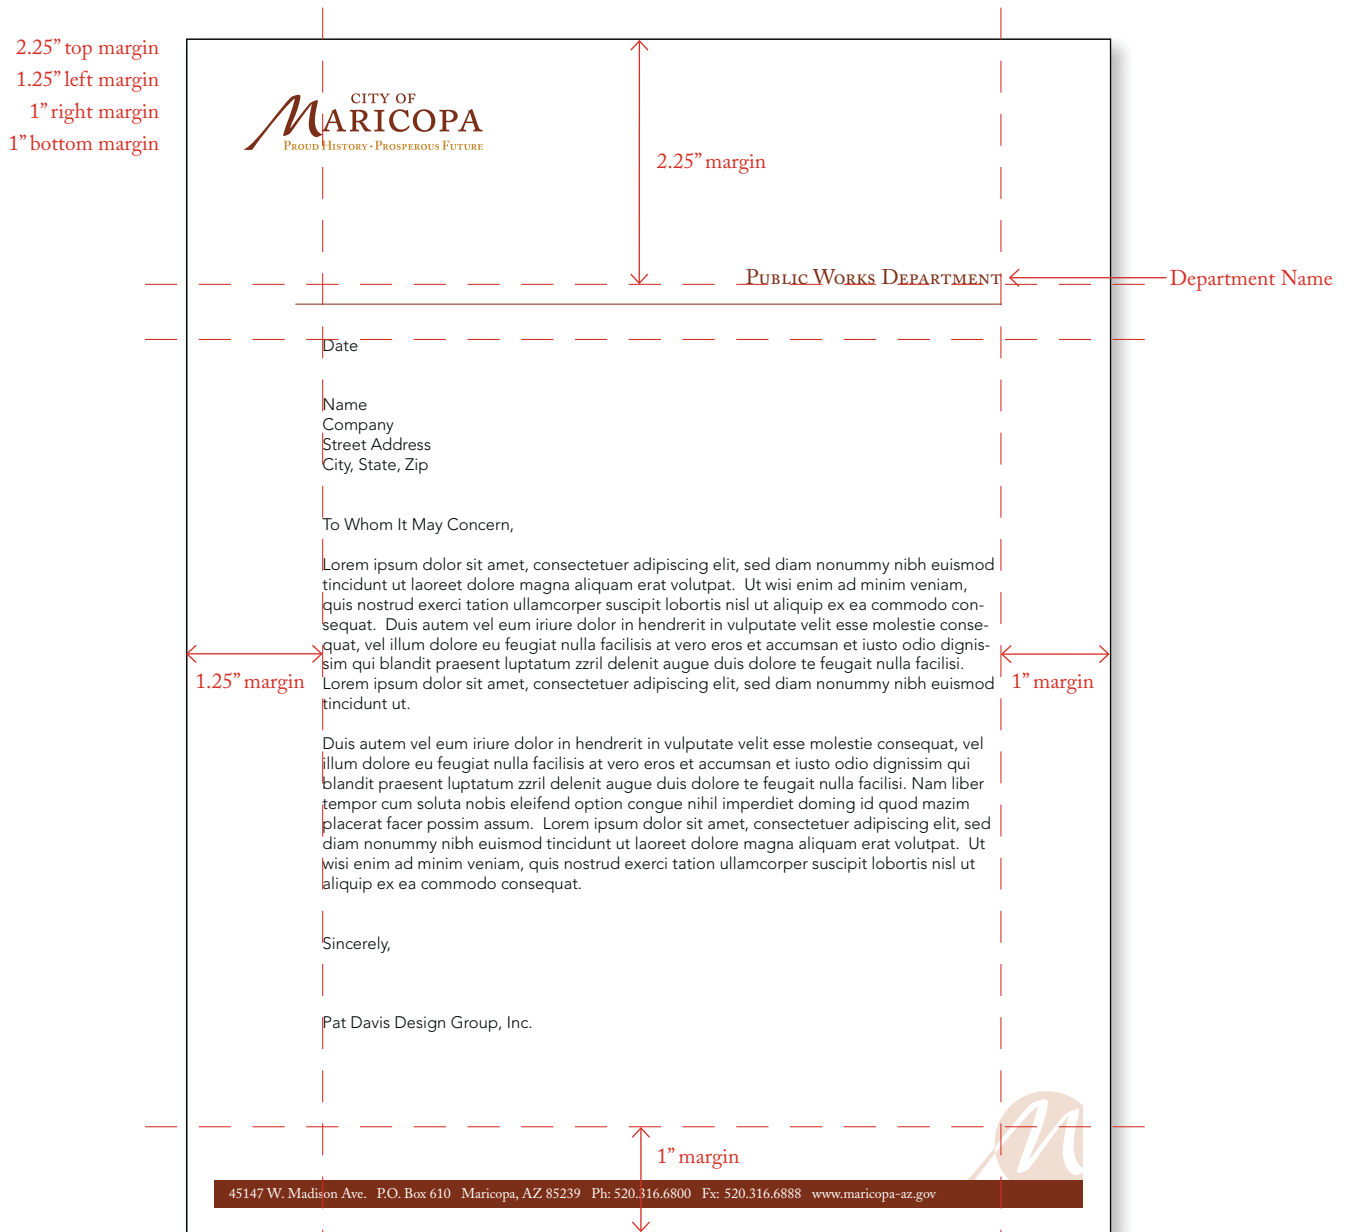 2.25” top margin
1.25” left margin
1” right margin
1” bottom margin
CITY OF
MARICOPA
PROUD HISTORY • PROSPEROUS FUTURE
2.25” margin
PUBLIC WORKS DEPARTMENT
Department Name
Date
Name
Company
Street Address
City, State, Zip
To Whom It May Concern,
Lorem ipsum dolor sit amet, consectetuer adipiscing elit, sed diam nonummy nibh euismod
tincidunt ut laoreet dolore magna aliquam erat volutpat.  Ut wisi enim ad minim veniam,
quis nostrud exerci tation ullamcorper suscipit lobortis nisl ut aliquip ex ea commodo con-
sequat.  Duis autem vel eum iriure dolor in hendrerit in vulputate velit esse molestie conse-
quat, vel illum dolore eu feugiat nulla facilisis at vero eros et accumsan et iusto odio dignis-
sim qui blandit praesent luptatum zzril delenit augue duis dolore te feugait nulla facilisi.
Lorem ipsum dolor sit amet, consectetuer adipiscing elit, sed diam nonummy nibh euismod
tincidunt ut.
1.25” margin
1” margin
Duis autem vel eum iriure dolor in hendrerit in vulputate velit esse molestie consequat, vel
illum dolore eu feugiat nulla facilisis at vero eros et accumsan et iusto odio dignissim qui
blandit praesent luptatum zzril delenit augue duis dolore te feugait nulla facilisi. Nam liber
tempor cum soluta nobis eleifend option congue nihil imperdiet doming id quod mazim
placerat facer possim assum.  Lorem ipsum dolor sit amet, consectetuer adipiscing elit, sed
diam nonummy nibh euismod tincidunt ut laoreet dolore magna aliquam erat volutpat.  Ut
wisi enim ad minim veniam, quis nostrud exerci tation ullamcorper suscipit lobortis nisl ut
aliquip ex ea commodo consequat.
Sincerely,
Pat Davis Design Group, Inc.
M
1” margin
45147 W. Madison Ave.   P.O. Box 610   Maricopa, AZ 85239   Ph: 520.316.6800   Fx: 520.316.6888   www.maricopa-az.gov